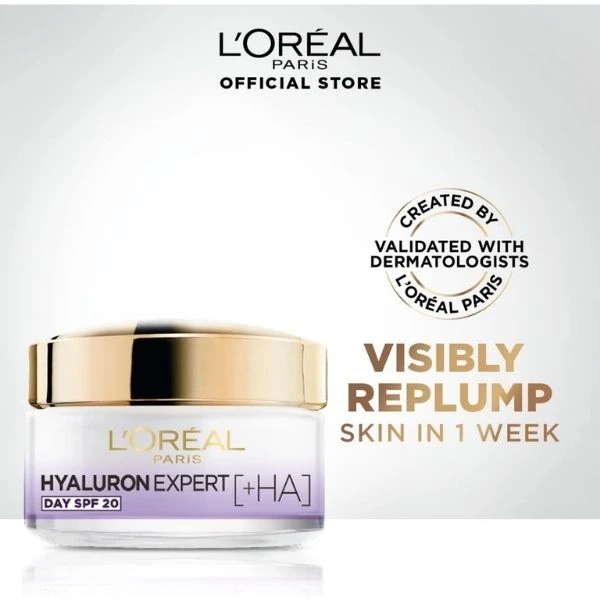 L'ORÉAL
PARiS
OFFICIAL STORE
CREATED BY
VALIDATED WITH
DERMATOLOGISTS
L'ORÉAL PARIS
VISIBLY
REPLUMP
SKIN IN 1 WEEK
L'ORÉAL
PARiS
HYALURON EXPERT [+HA]
DAY SPF 20